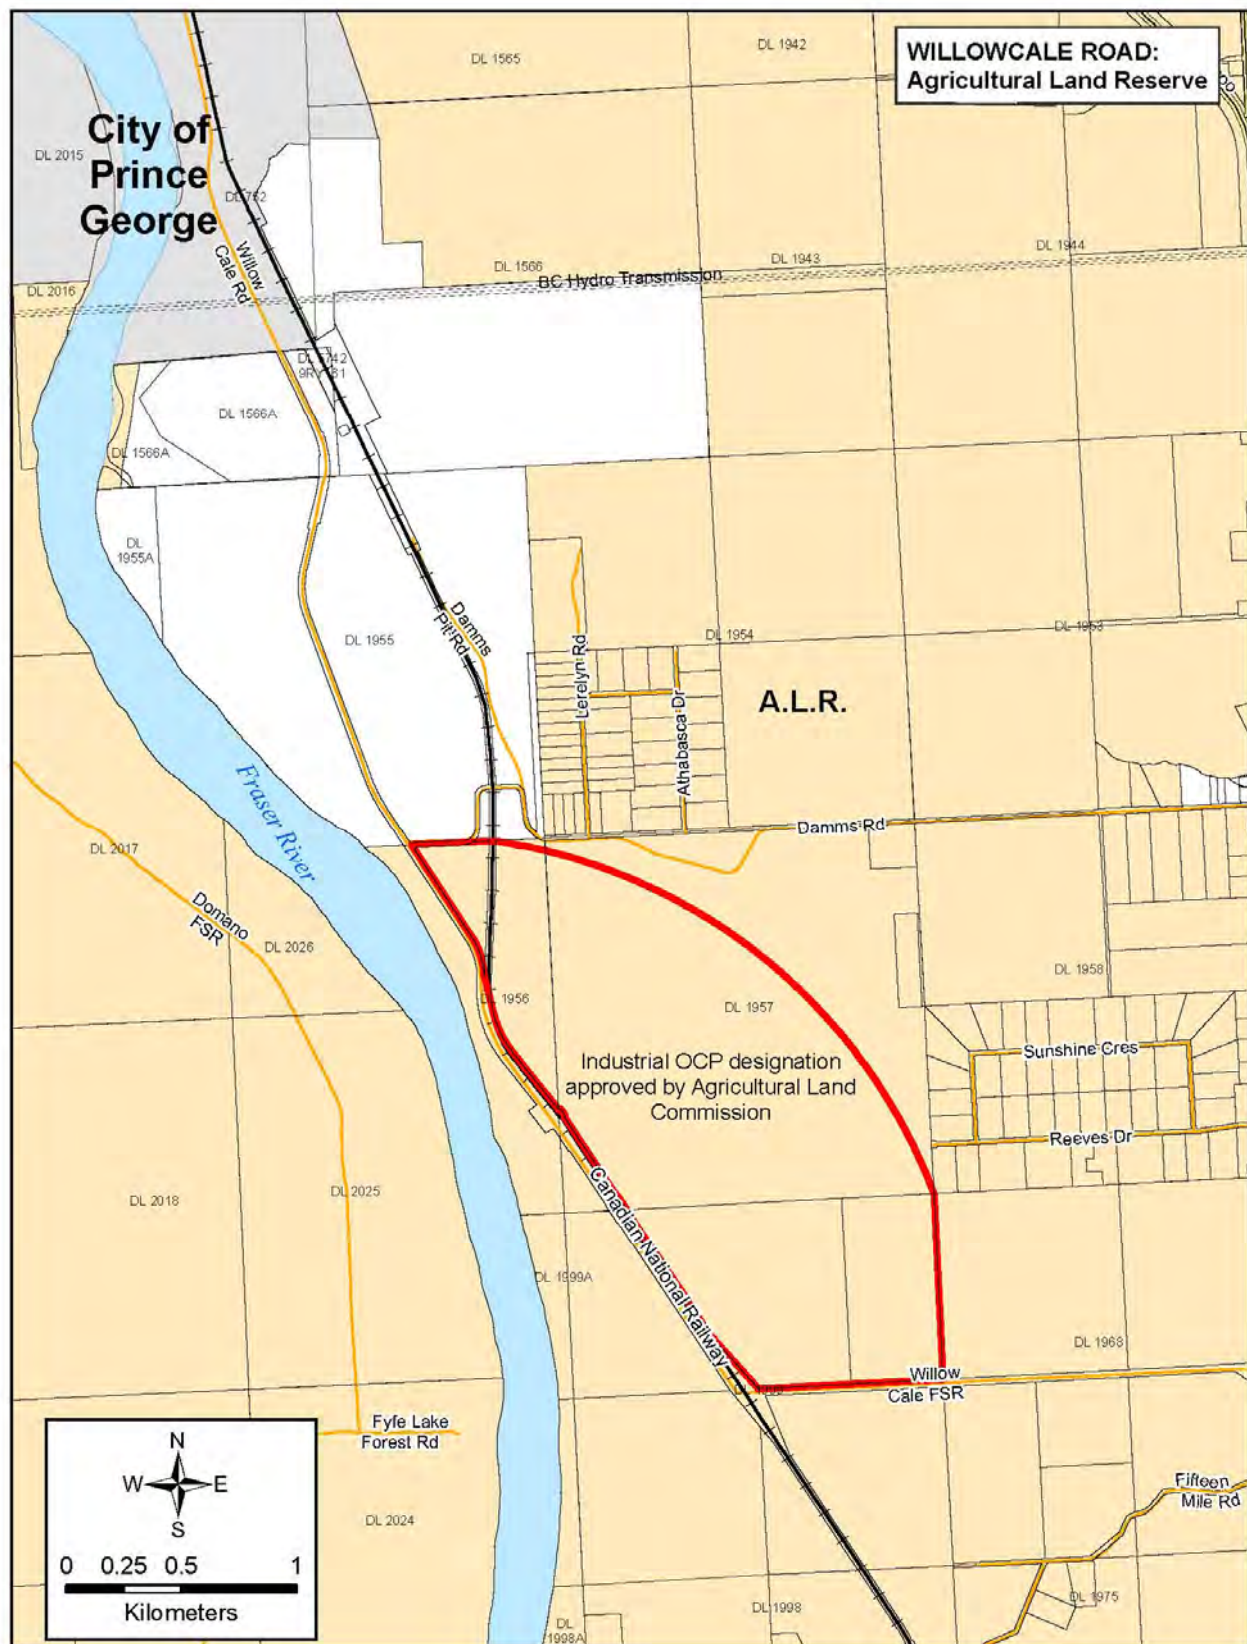 WILLOWCALE ROAD:
Agricultural Land Reserve
DL 1942
DL 1565
City of
Prince
George
DL 2015
DL 752
Willow
Cale Rd
DL 1944
DL 1943
DL 1566
BC Hydro Transmission
DL 2016
DL 1566A
DL 1566A
DL
1955A
DL 1955
Damms
Pit Rd
DL 1954
DL 1953
Lerelyn Rd
Athabasca Dr
A.L.R.
Fraser River
Damms Rd
DL 2017
Domano
FSR
DL 2026
DL 1956
DL 1957
DL 1958
Sunshine Cres
Reeves Dr
Industrial OCP designation
approved by Agricultural Land
Commission
DL 2018
DL 2025
Canadian National Railway
DL 1999A
DL 1968
Willow
Cale FSR
Fyfe Lake
Forest Rd
Fifteen
Mile Rd
DL 2024
DL 1975
DL 1998
DL
1998A
N
W E
S
0 0.25 0.5 1
Kilometers